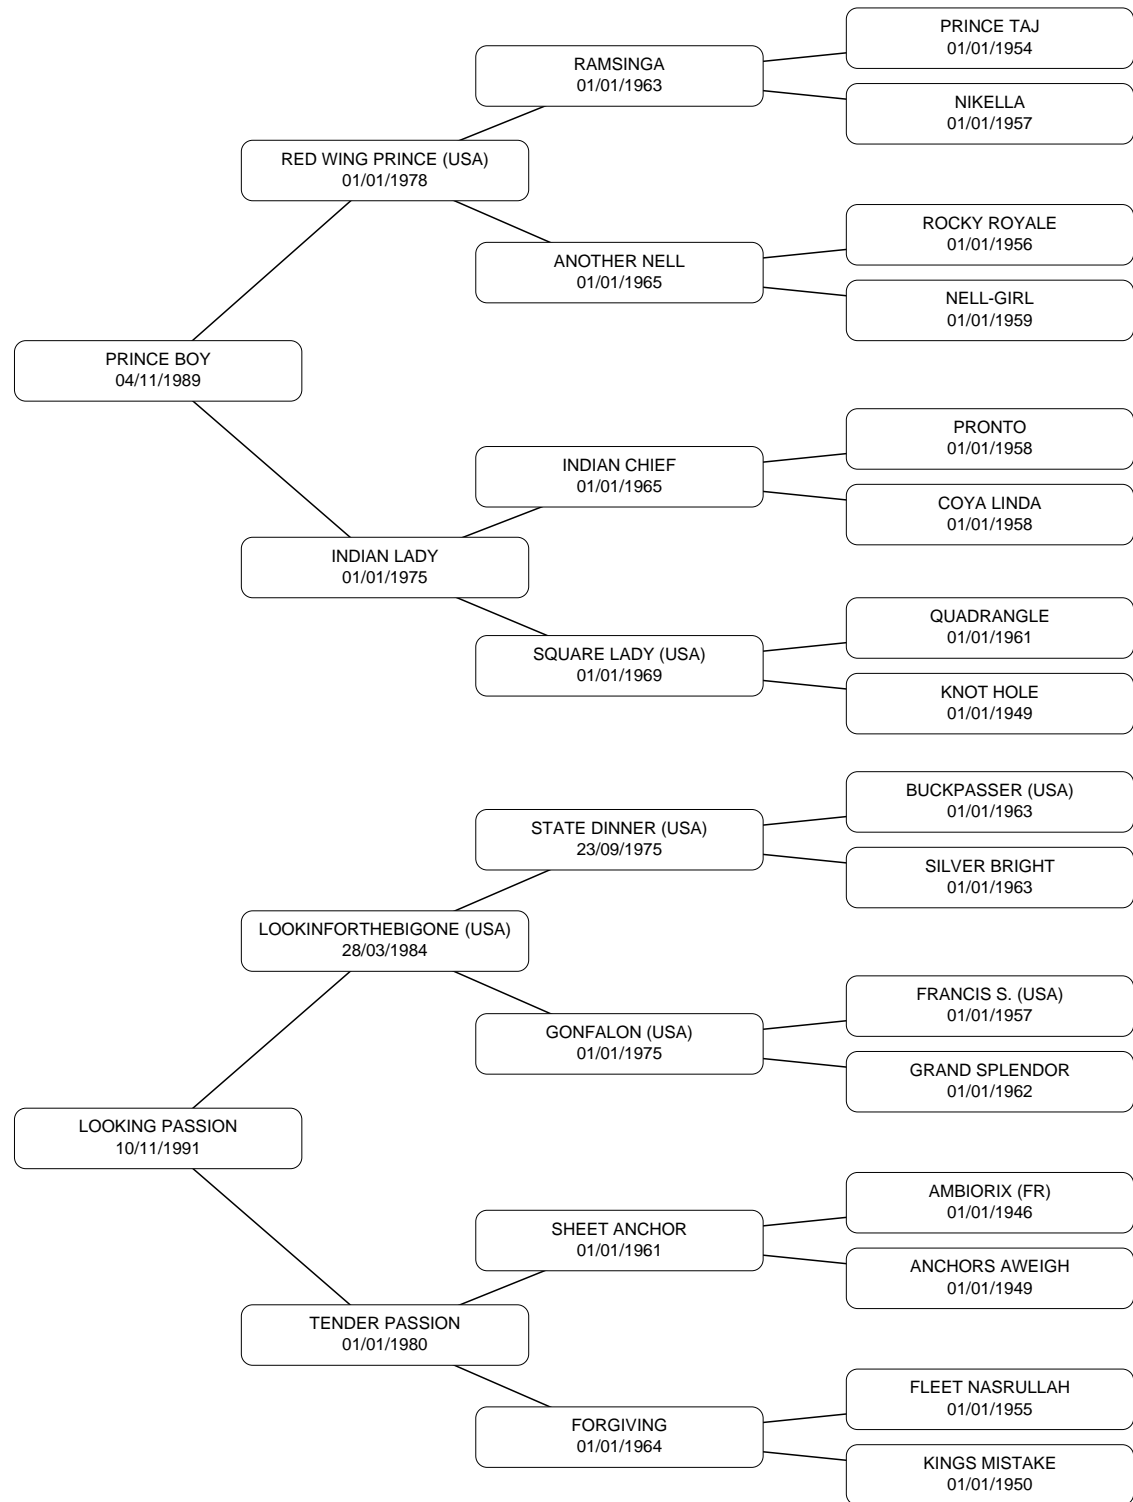 PRINCE TAJ
01/01/1954
RAMSINGA
01/01/1963
NIKELLA
01/01/1957
RED WING PRINCE (USA)
01/01/1978
ROCKY ROYALE
01/01/1956
ANOTHER NELL
01/01/1965
NELL-GIRL
01/01/1959
PRINCE BOY
04/11/1989
PRONTO
01/01/1958
INDIAN CHIEF
01/01/1965
COYA LINDA
01/01/1958
INDIAN LADY
01/01/1975
QUADRANGLE
01/01/1961
SQUARE LADY (USA)
01/01/1969
KNOT HOLE
01/01/1949
BUCKPASSER (USA)
01/01/1963
STATE DINNER (USA)
23/09/1975
SILVER BRIGHT
01/01/1963
LOOKINFORTHEBIGONE (USA)
28/03/1984
FRANCIS S. (USA)
01/01/1957
GONFALON (USA)
01/01/1975
GRAND SPLENDOR
01/01/1962
LOOKING PASSION
10/11/1991
AMBIORIX (FR)
01/01/1946
SHEET ANCHOR
01/01/1961
ANCHORS AWEIGH
01/01/1949
TENDER PASSION
01/01/1980
FLEET NASRULLAH
01/01/1955
FORGIVING
01/01/1964
KINGS MISTAKE
01/01/1950